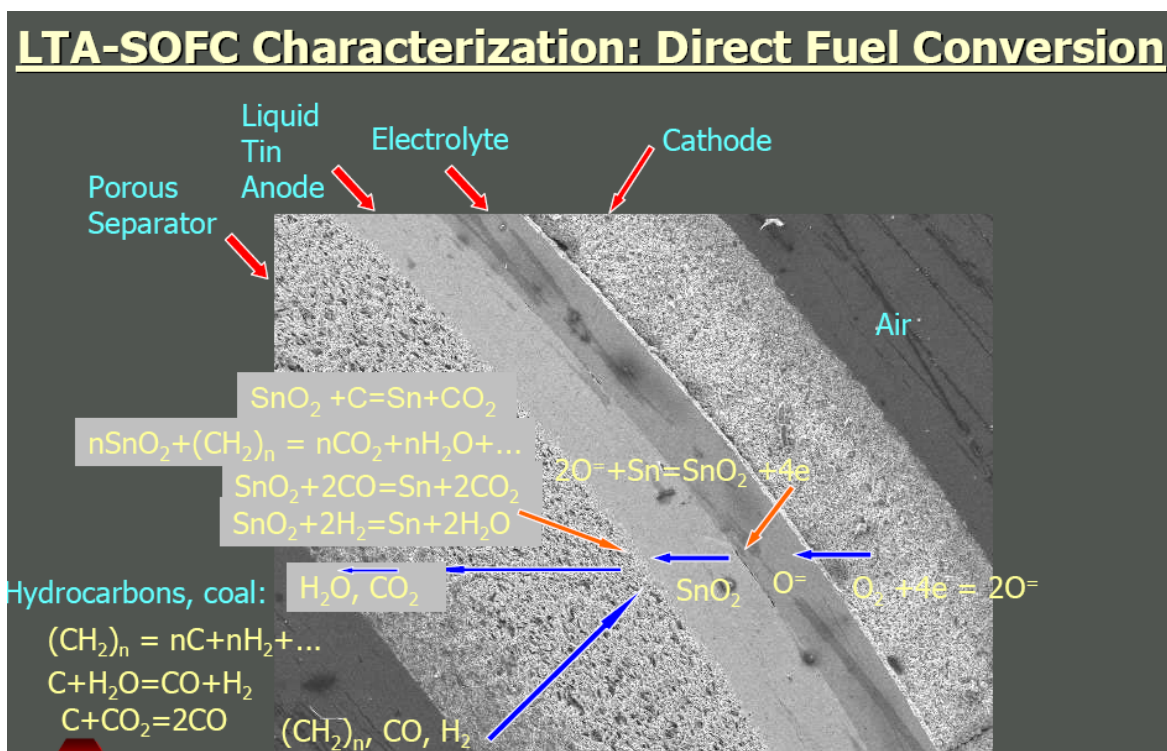 LTA-SOFC Characterization: Direct Fuel Conversion
Liquid
Tin
Anode
Electrolyte
Cathode
Porous
Separator
Air
SnO₂ +C=Sn+CO₂
nSnO₂+(CH₂)ₙ = nCO₂+nH₂O+...
2O⁼+Sn=SnO₂ +4e
SnO₂+2CO=Sn+2CO₂
SnO₂+2H₂=Sn+2H₂O
Hydrocarbons, coal:
H₂O, CO₂
SnO₂
O⁼
O₂ +4e = 2O⁼
(CH₂)ₙ = nC+nH₂+...
C+H₂O=CO+H₂
C+CO₂=2CO
(CH₂)ₙ, CO, H₂